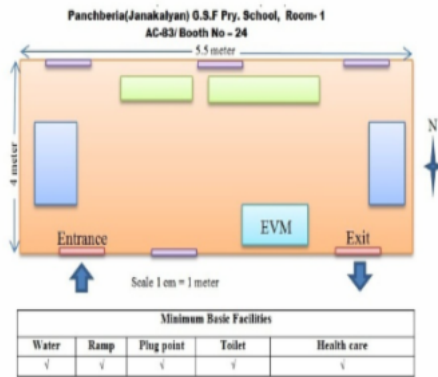 Panchberia(Janakalyan) G.S.F Pry. School, Room- 1
AC-83/ Booth No – 24
5.5 meter
N
4 meter
EVM
Entrance
Exit
Scale 1 cm = 1 meter
Minimum Basic Facilities
Water Ramp Plug point Toilet Health care
√ √ √ √ √